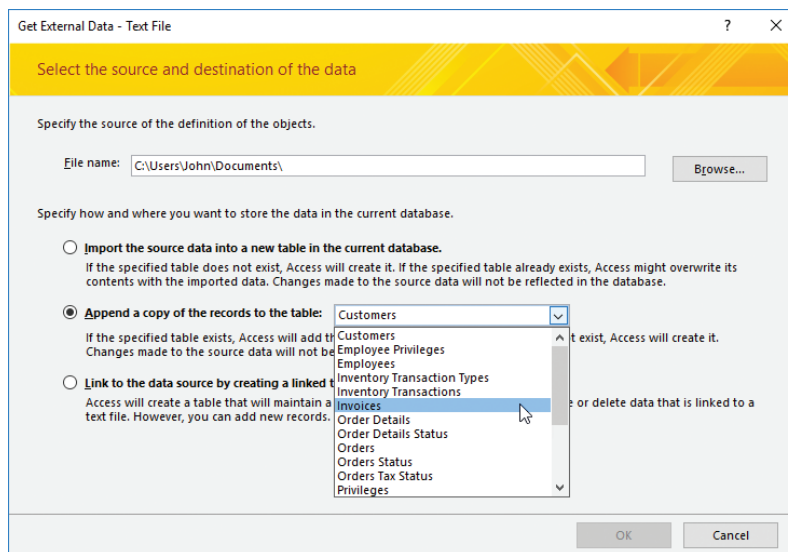 Get External Data - Text File
Select the source and destination of the data
Specify the source of the definition of the objects.
File name: C:\Users\John\Documents\ Browse...
Specify how and where you want to store the data in the current database.
Import the source data into a new table in the current database.
If the specified table does not exist, Access will create it. If the specified table already exists, Access might overwrite its
contents with the imported data. Changes made to the source data will not be reflected in the database.
Append a copy of the records to the table: Customers
If the specified table exists, Access will add th t exist, Access will create it.
Changes made to the source data will not be
Link to the data source by creating a linked t
Access will create a table that will maintain a e or delete data that is linked to a
text file. However, you can add new records.
Customers
Employee Privileges
Employees
Inventory Transaction Types
Inventory Transactions
Invoices
Order Details
Order Details Status
Orders
Orders Status
Orders Tax Status
Privileges
OK Cancel